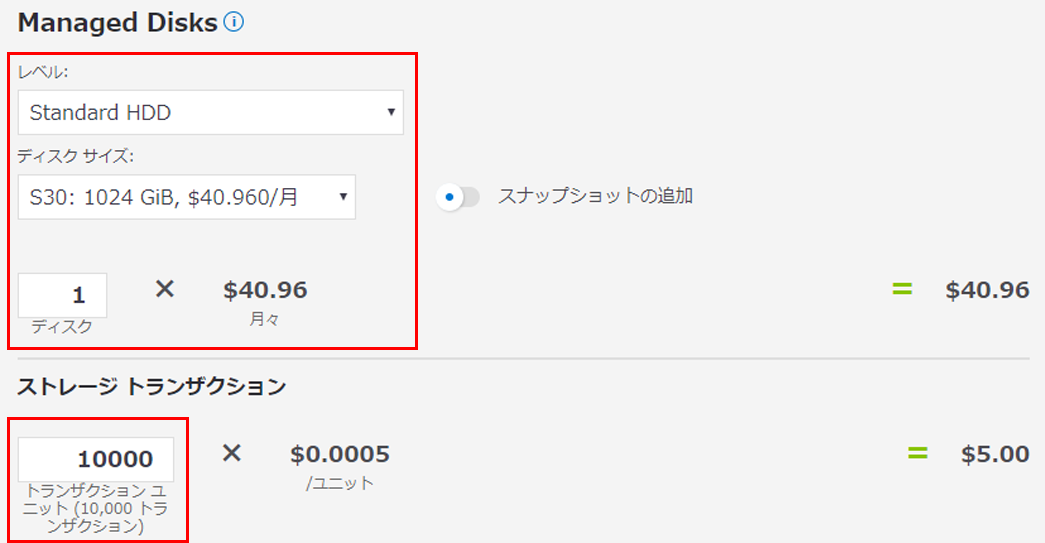 Managed Disks
レベル:
Standard HDD
ディスク サイズ:
S30: 1024 GiB, $40.960/月
スナップショットの追加
1 × $40.96 = $40.96
ディスク 月々
ストレージ トランザクション
10000 × $0.0005 = $5.00
トランザクション ユ
ニット (10,000 トラ
ンザクション)
/ユニット